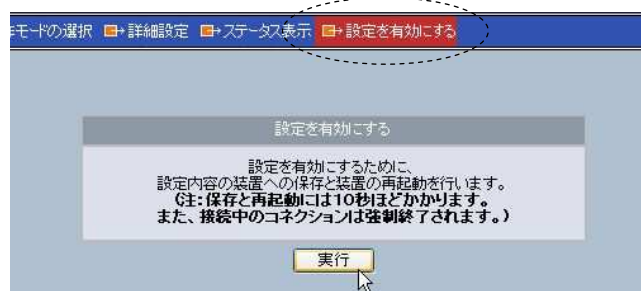 モードの選択 詳細設定 ステータス表示 設定を有効にする
設定を有効にする
設定を有効にするために、
設定内容の装置への保存と装置の再起動を行います。
(注:保存と再起動には10秒ほどかかります。
また、接続中のコネクションは強制終了されます。)
実行